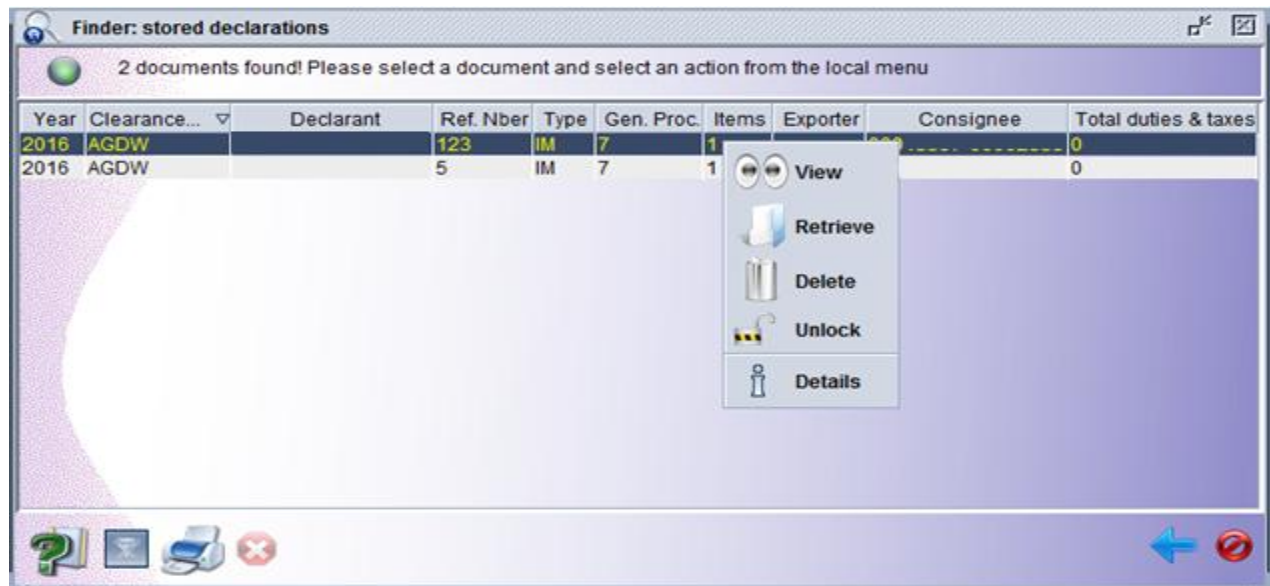 Finder: stored declarations
2 documents found! Please select a document and select an action from the local menu
Year Clearance... Declarant Ref. Nber Type Gen. Proc. Items Exporter Consignee Total duties & taxes
2016 AGDW 123 IM 7 1 0
2016 AGDW 5 IM 7 1 0
View
Retrieve
Delete
Unlock
Details